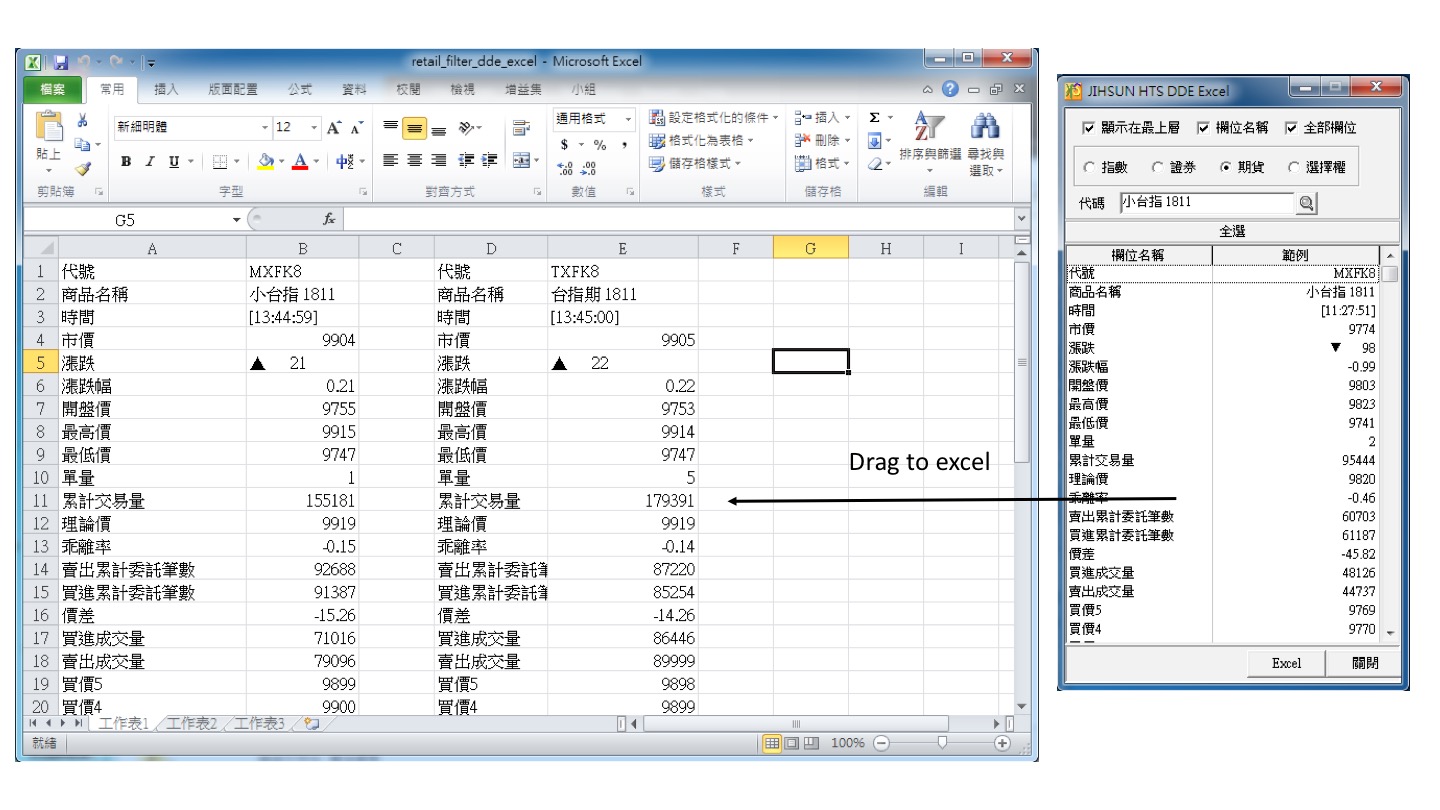 retail_filter_dde_excel - Microsoft Excel
檔案 常用 插入 版面配置 公式 資料 校閱 檢視 增益集 小組
貼上
新細明體 12
B I U
通用格式
$ % ,
設定格式化的條件
格式化為表格
儲存格樣式
插入
刪除
格式
排序與篩選 尋找與選取
剪貼簿 字型 對齊方式 數值 樣式 儲存格 編輯
G5 fx
A B C D E F G H I
1 代號 MXFK8 代號 TXFK8
2 商品名稱 小台指 1811 商品名稱 台指期 1811
3 時間 [13:44:59] 時間 [13:45:00]
4 市價 9904 市價 9905
5 漲跌 ▲ 21 漲跌 ▲ 22
6 漲跌幅 0.21 漲跌幅 0.22
7 開盤價 9755 開盤價 9753
8 最高價 9915 最高價 9914
9 最低價 9747 最低價 9747
10 單量 1 單量 5
11 累計交易量 155181 累計交易量 179391
12 理論價 9919 理論價 9919
13 乖離率 -0.15 乖離率 -0.14
14 賣出累計委託筆數 92688 賣出累計委託筆 87220
15 買進累計委託筆數 91387 買進累計委託筆 85254
16 價差 -15.26 價差 -14.26
17 買進成交量 71016 買進成交量 86446
18 賣出成交量 79096 賣出成交量 89999
19 買價5 9899 買價5 9898
20 買價4 9900 買價4 9899
工作表1 工作表2 工作表3
就緒 100%
Drag to excel
JIHSUN HTS DDE Excel
顯示在最上層 欄位名稱 全部欄位
指數 證券 期貨 選擇權
代碼 小台指 1811
全選
欄位名稱 範例
代號 MXFK8
商品名稱 小台指 1811
時間 [11:27:51]
市價 9774
漲跌 ▼ 98
漲跌幅 -0.99
開盤價 9803
最高價 9823
最低價 9741
單量 2
累計交易量 95444
理論價 9820
乖離率 -0.46
賣出累計委託筆數 60703
買進累計委託筆數 61187
價差 -45.82
買進成交量 48126
賣出成交量 44737
買價5 9769
買價4 9770
Excel 關閉